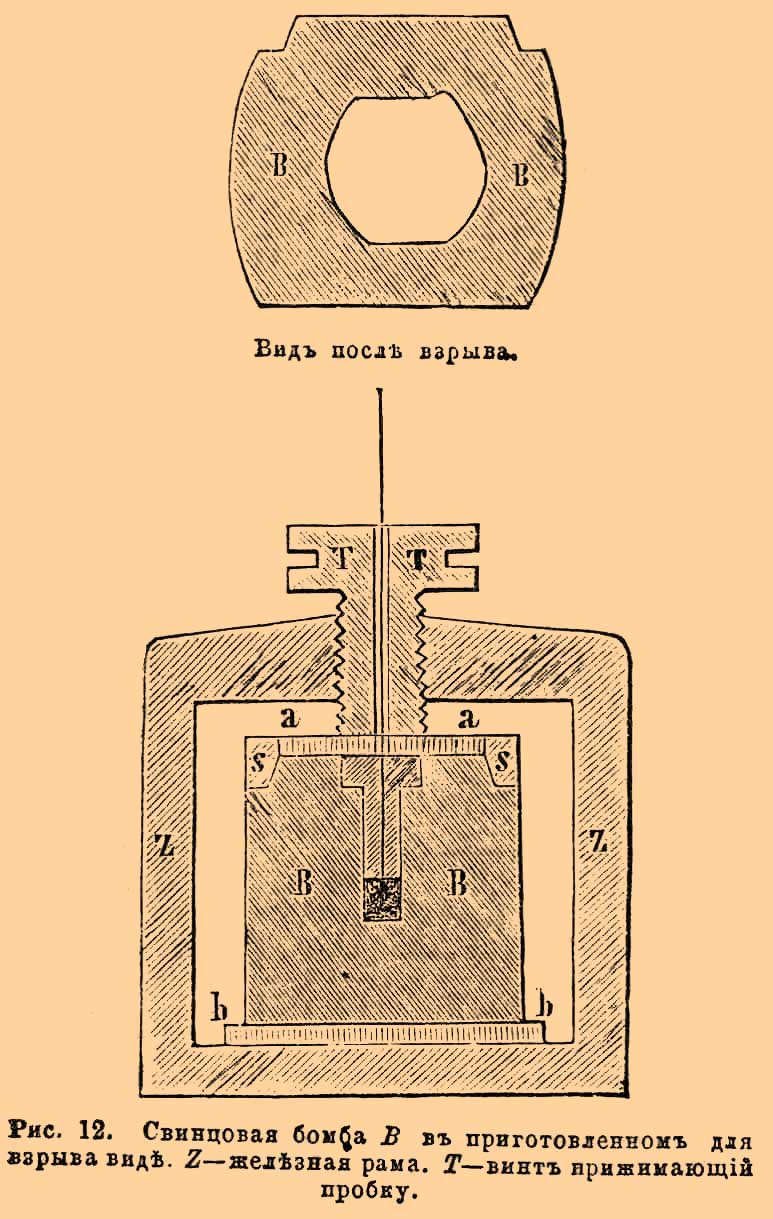 B B
Видъ послѣ взрыва.
T T
a a
s s
Z Z
B B
b b
Рис. 12. Свинцовая бомба B въ приготовленномъ для
взрыва видѣ. Z—желѣзная рама. T—винтъ прижимающій
пробку.